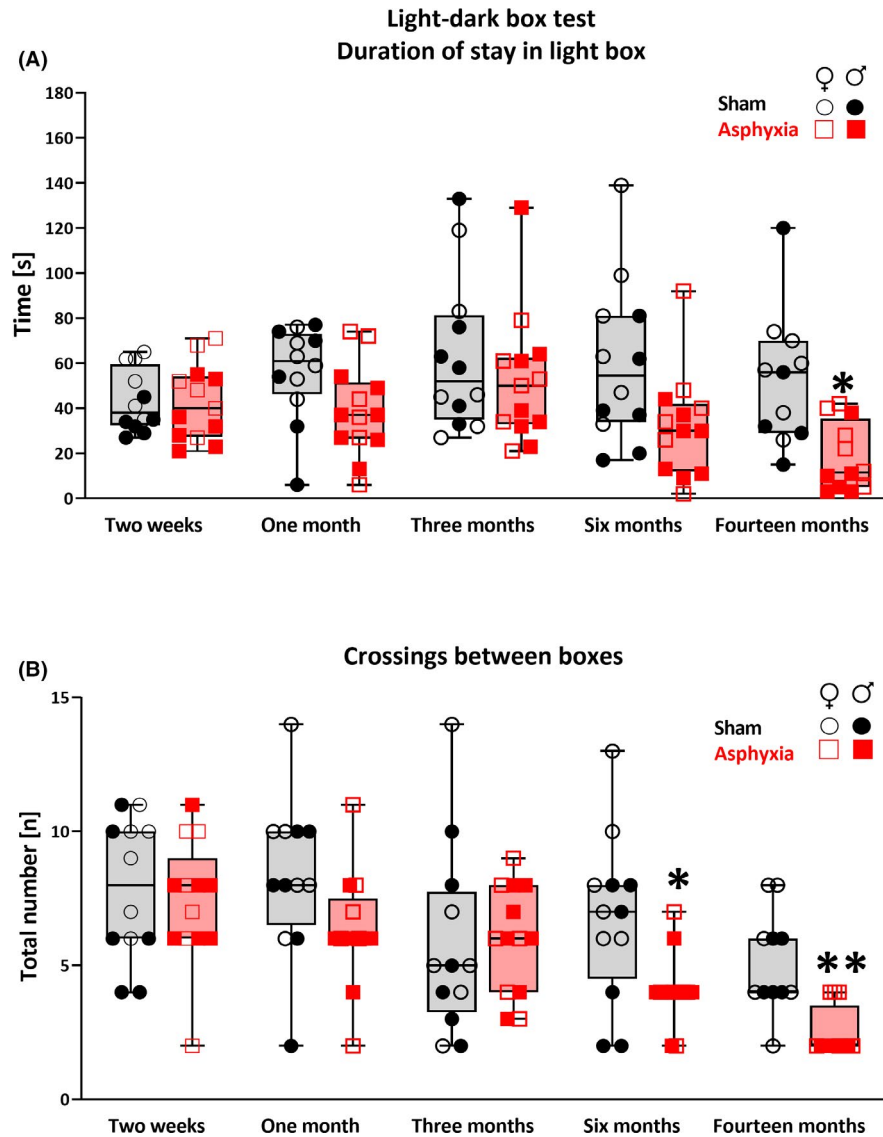 Light-dark box test
Duration of stay in light box
(A)
♀ ♂
Sham
Asphyxia
180
160
140
120
100
80
60
40
20
0
Time [s]
*
Two weeks One month Three months Six months Fourteen months
(B)
Crossings between boxes
♀ ♂
Sham
Asphyxia
15
10
5
0
Total number [n]
*
**
Two weeks One month Three months Six months Fourteen months